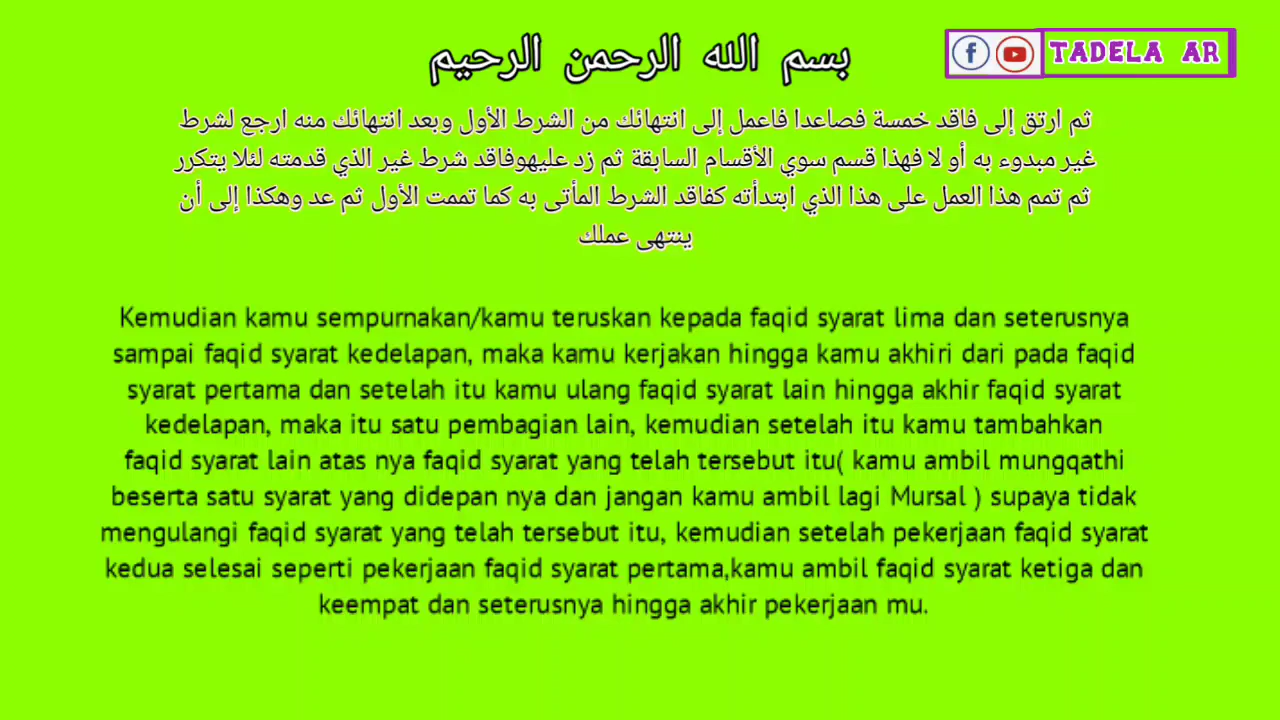 بسم الله الرحمن الرحيم
TADELA AR
ثم ارتق إلى فاقد خمسة فصاعدا فاعمل إلى انتهائك من الشرط الأول وبعد انتهائك منه ارجع لشرط
غير مبدوء به أو لا فهذا قسم سوي الأقسام السابقة ثم زد عليهوفاقد شرط غير الذي قدمته لئلا يتكرر
ثم تمم هذا العمل على هذا الذي ابتدأته كفاقد الشرط المأتى به كما تممت الأول ثم عد وهكذا إلى أن
ينتهى عملك
Kemudian kamu sempurnakan/kamu teruskan kepada faqid syarat lima dan seterusnya
sampai faqid syarat kedelapan, maka kamu kerjakan hingga kamu akhiri dari pada faqid
syarat pertama dan setelah itu kamu ulang faqid syarat lain hingga akhir faqid syarat
kedelapan, maka itu satu pembagian lain, kemudian setelah itu kamu tambahkan
faqid syarat lain atas nya faqid syarat yang telah tersebut itu( kamu ambil mungqathi
beserta satu syarat yang didepan nya dan jangan kamu ambil lagi Mursal ) supaya tidak
mengulangi faqid syarat yang telah tersebut itu, kemudian setelah pekerjaan faqid syarat
kedua selesai seperti pekerjaan faqid syarat pertama,kamu ambil faqid syarat ketiga dan
keempat dan seterusnya hingga akhir pekerjaan mu.